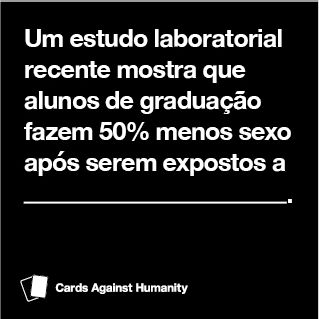 Um estudo laboratorial
recente mostra que
alunos de graduação
fazem 50% menos sexo
após serem expostos a
____________________.
Cards Against Humanity